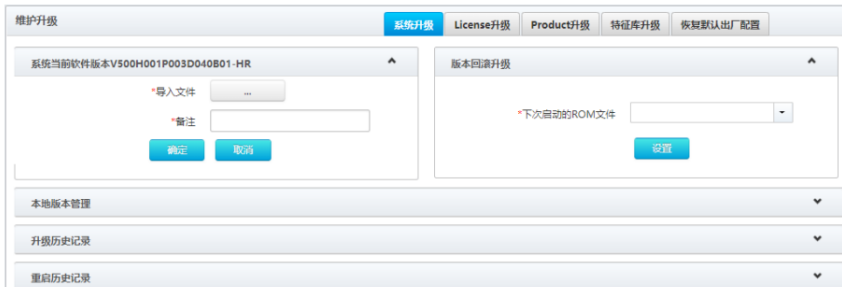 维护升级
系统升级 License升级 Product升级 特征库升级 恢复默认出厂配置
系统当前软件版本V500H001P003D040B01-HR
*导入文件 ...
*备注
确定 取消
版本回滚升级
*下次启动的ROM文件
设置
本地版本管理
升级历史记录
重启历史记录